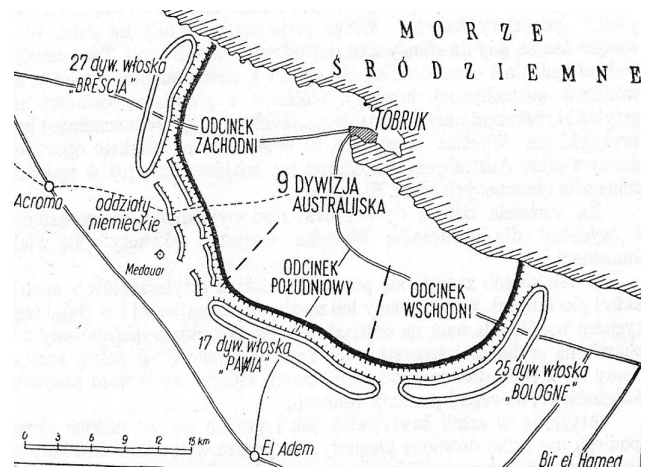 MORZE
ŚRÓDZIEMNE
27 dyw. włoska
„BRESCIA”
ODCINEK
ZACHODNI
TOBRUK
9 DYWIZJA
AUSTRALIJSKA
Acroma
oddziały
niemieckie
Medauar
ODCINEK
POŁUDNIOWY
ODCINEK
WSCHODNI
17 dyw. włoska
„PAWIA”
25 dyw. włoska
„BOLOGNE”
0 3 6 9 12 15 km
El Adem
Bir el Hamed